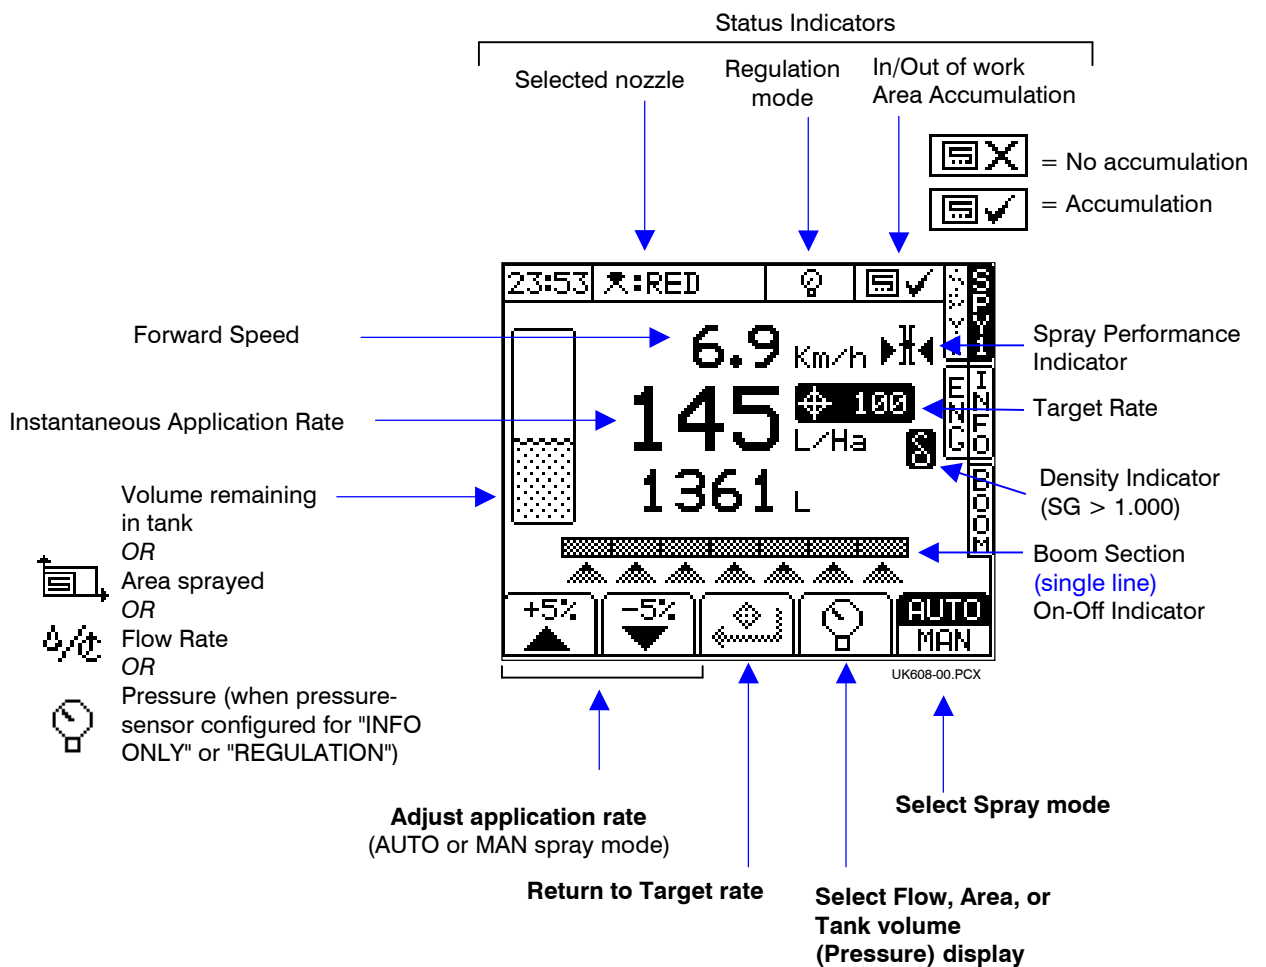 Status Indicators
Selected nozzle
Regulation
mode
In/Out of work
Area Accumulation
= No accumulation
= Accumulation
23:53
:RED
SPY1
Forward Speed
6.9 Km/h
Spray Performance
Indicator
Instantaneous Application Rate
145
100
L/Ha
Target Rate
ENG
INFO
Volume remaining
in tank
1361 L
BOOM
Density Indicator
(SG > 1.000)
OR
Area sprayed
OR
Flow Rate
OR
Pressure (when pressure-
sensor configured for "INFO
ONLY" or "REGULATION")
Boom Section
(single line)
On-Off Indicator
+5%
-5%
AUTO
MAN
UK608-00.PCX
Adjust application rate
(AUTO or MAN spray mode)
Return to Target rate
Select Flow, Area, or
Tank volume
(Pressure) display
Select Spray mode